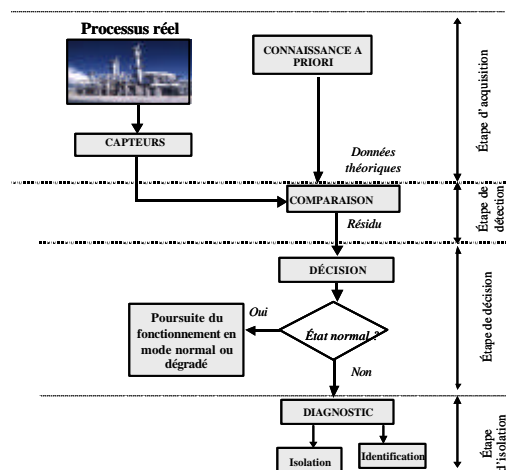 Processus réel
CONNAISSANCE A
PRIORI
CAPTEURS
Données
théoriques
Étape d'acquisition
COMPARAISON
Résidu
Étape de
détection
DÉCISION
État normal ?
Oui
Poursuite du
fonctionnement en
mode normal ou
dégradé
Non
Étape de décision
DIAGNOSTIC
Isolation
Identification
Étape
d'isolation